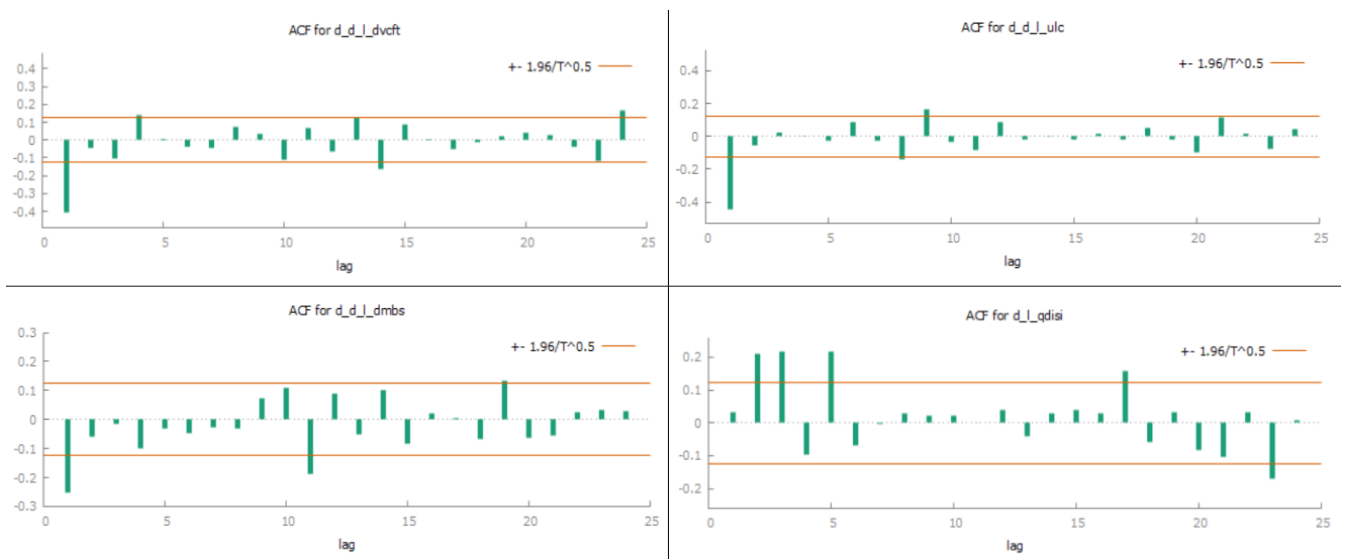 ACF for d_d_l_dvcft
+- 1.96/T^0.5
0.4
0.3
0.2
0.1
0
-0.1
-0.2
-0.3
-0.4
0 5 10 15 20 25
lag
ACF for d_d_l_ulc
+- 1.96/T^0.5
0.4
0.2
0
-0.2
-0.4
0 5 10 15 20 25
lag
ACF for d_d_l_dmbs
+- 1.96/T^0.5
0.3
0.2
0.1
0
-0.1
-0.2
-0.3
0 5 10 15 20 25
lag
ACF for d_l_qdisi
+- 1.96/T^0.5
0.2
0.1
0
-0.1
-0.2
0 5 10 15 20 25
lag